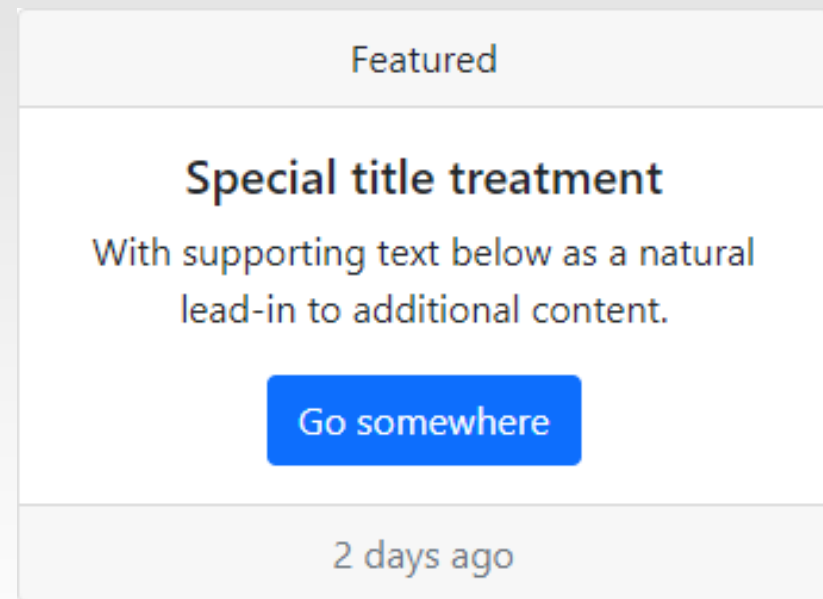 Featured
Special title treatment
With supporting text below as a natural
lead-in to additional content.
Go somewhere
2 days ago